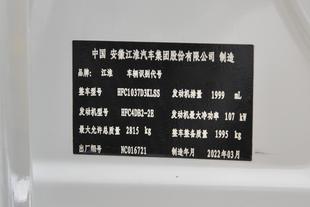 中国 安徽江淮汽车集团股份有限公司 制造
品牌: 江淮 车辆识别代号
整车型号 HFC1037D3KLSS 发动机排量 1999 mL
发动机型号 HFC4DB2-2E 发动机最大净功率 107 kW
最大允许总质量 2815 kg 整车整备质量 1995 kg
出厂编号 NC016721 制造年月 2022年03月